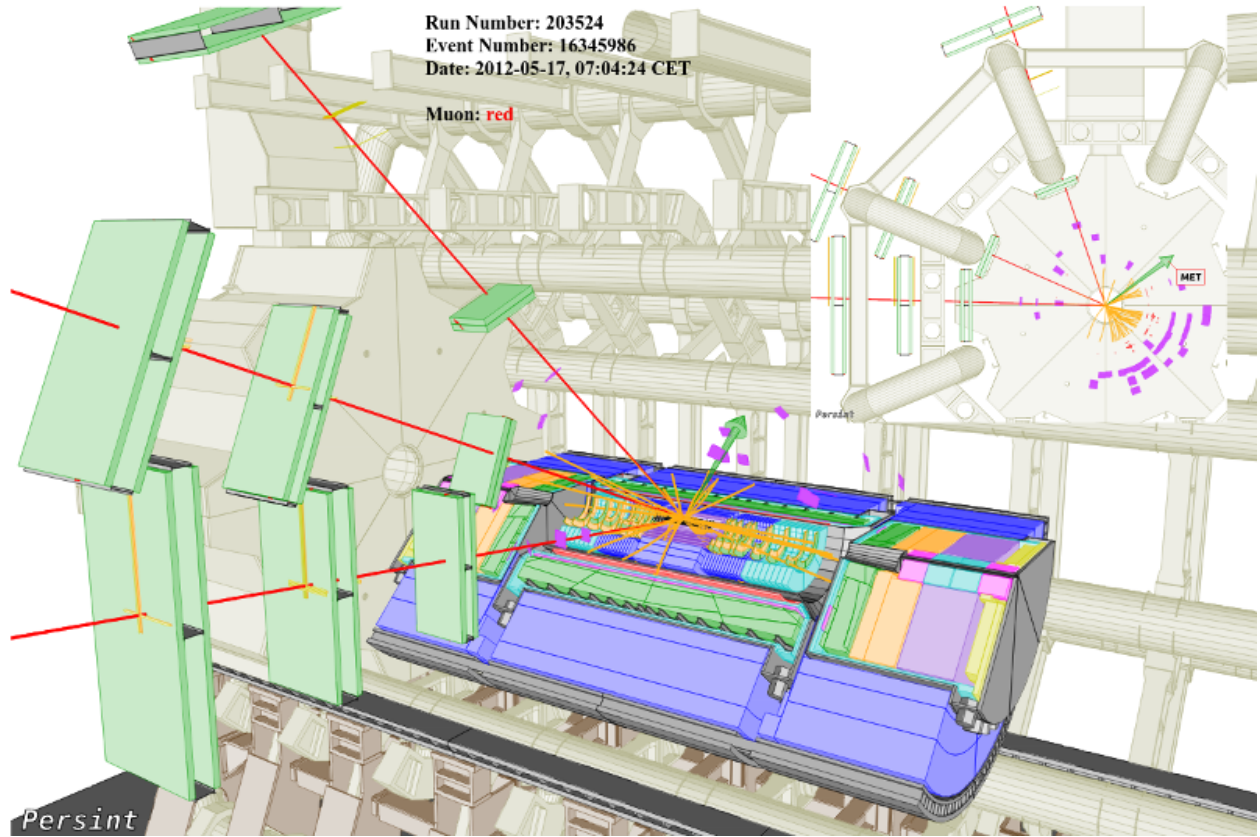 Run Number: 203524
Event Number: 16345986
Date: 2012-05-17, 07:04:24 CET
Muon: red
MET
Persint
Persint